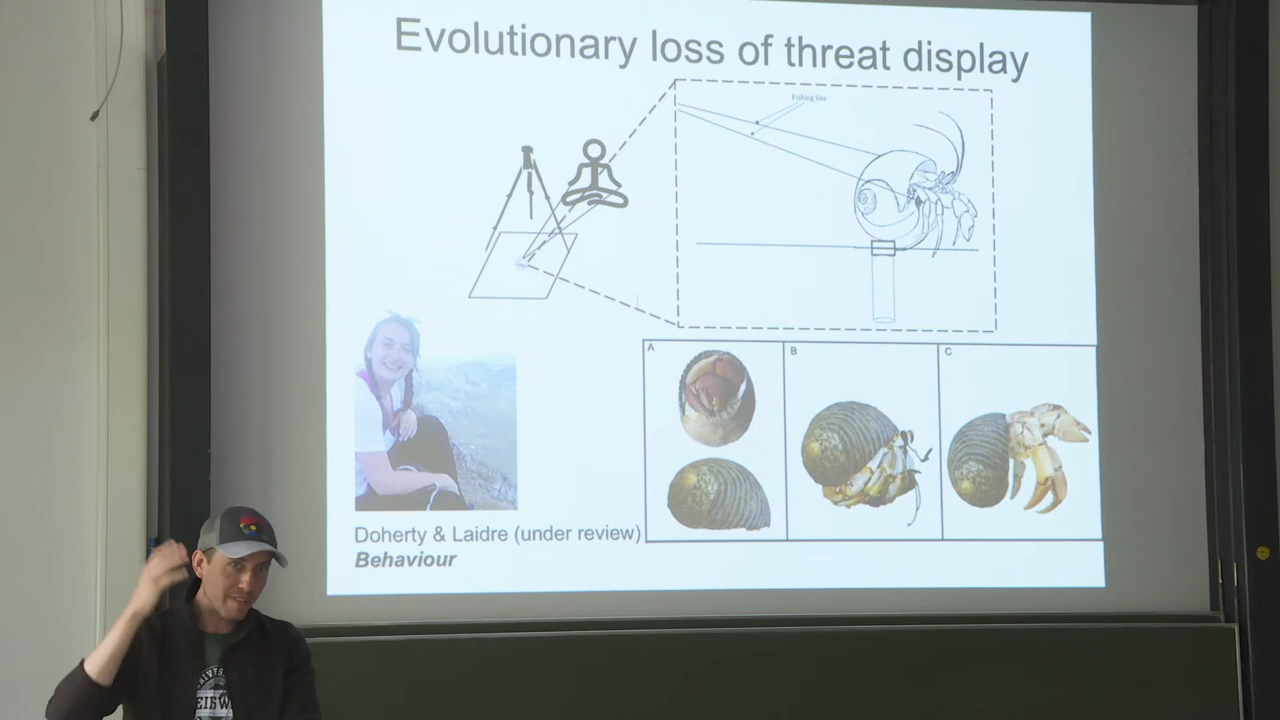 Evolutionary loss of threat display
Fishing line
A
B
C
Doherty & Laidre (under review)
Behaviour